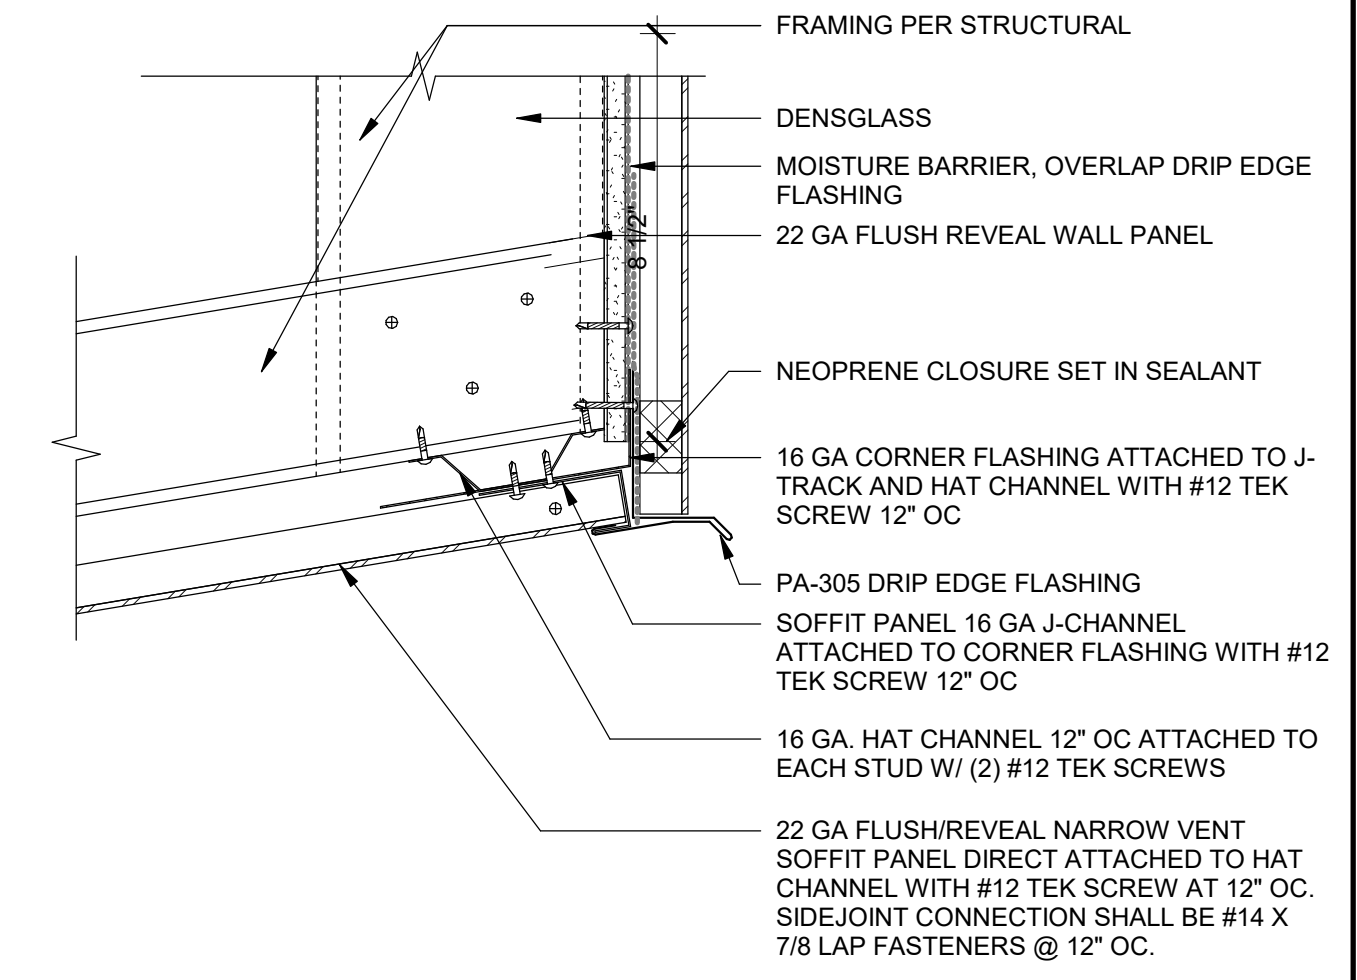 FRAMING PER STRUCTURAL
DENSGLASS
MOISTURE BARRIER, OVERLAP DRIP EDGE
FLASHING
8 1/2"
22 GA FLUSH REVEAL WALL PANEL
NEOPRENE CLOSURE SET IN SEALANT
16 GA CORNER FLASHING ATTACHED TO J-
TRACK AND HAT CHANNEL WITH #12 TEK
SCREW 12" OC
PA-305 DRIP EDGE FLASHING
SOFFIT PANEL 16 GA J-CHANNEL
ATTACHED TO CORNER FLASHING WITH #12
TEK SCREW 12" OC
16 GA. HAT CHANNEL 12" OC ATTACHED TO
EACH STUD W/ (2) #12 TEK SCREWS
22 GA FLUSH/REVEAL NARROW VENT
SOFFIT PANEL DIRECT ATTACHED TO HAT
CHANNEL WITH #12 TEK SCREW AT 12" OC.
SIDEJOINT CONNECTION SHALL BE #14 X
7/8 LAP FASTENERS @ 12" OC.